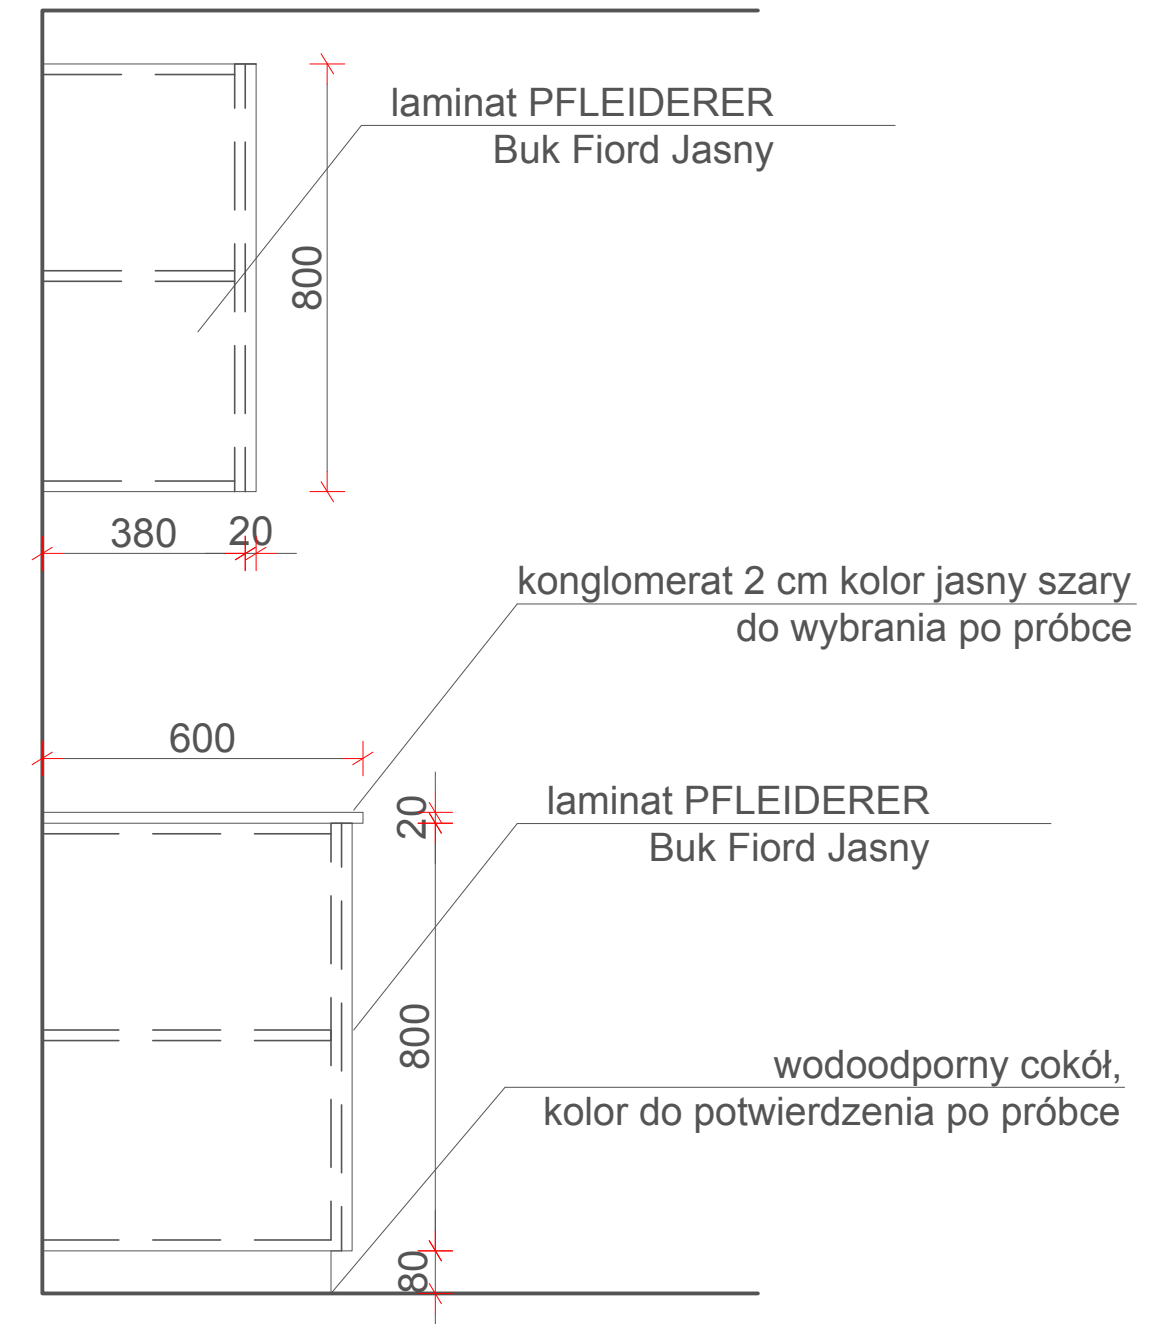 laminat PFLEIDERER
Buk Fiord Jasny
800
380
20
konglomerat 2 cm kolor jasny szary
do wybrania po próbce
600
20
laminat PFLEIDERER
Buk Fiord Jasny
800
wodoodporny cokół,
kolor do potwierdzenia po próbce
80